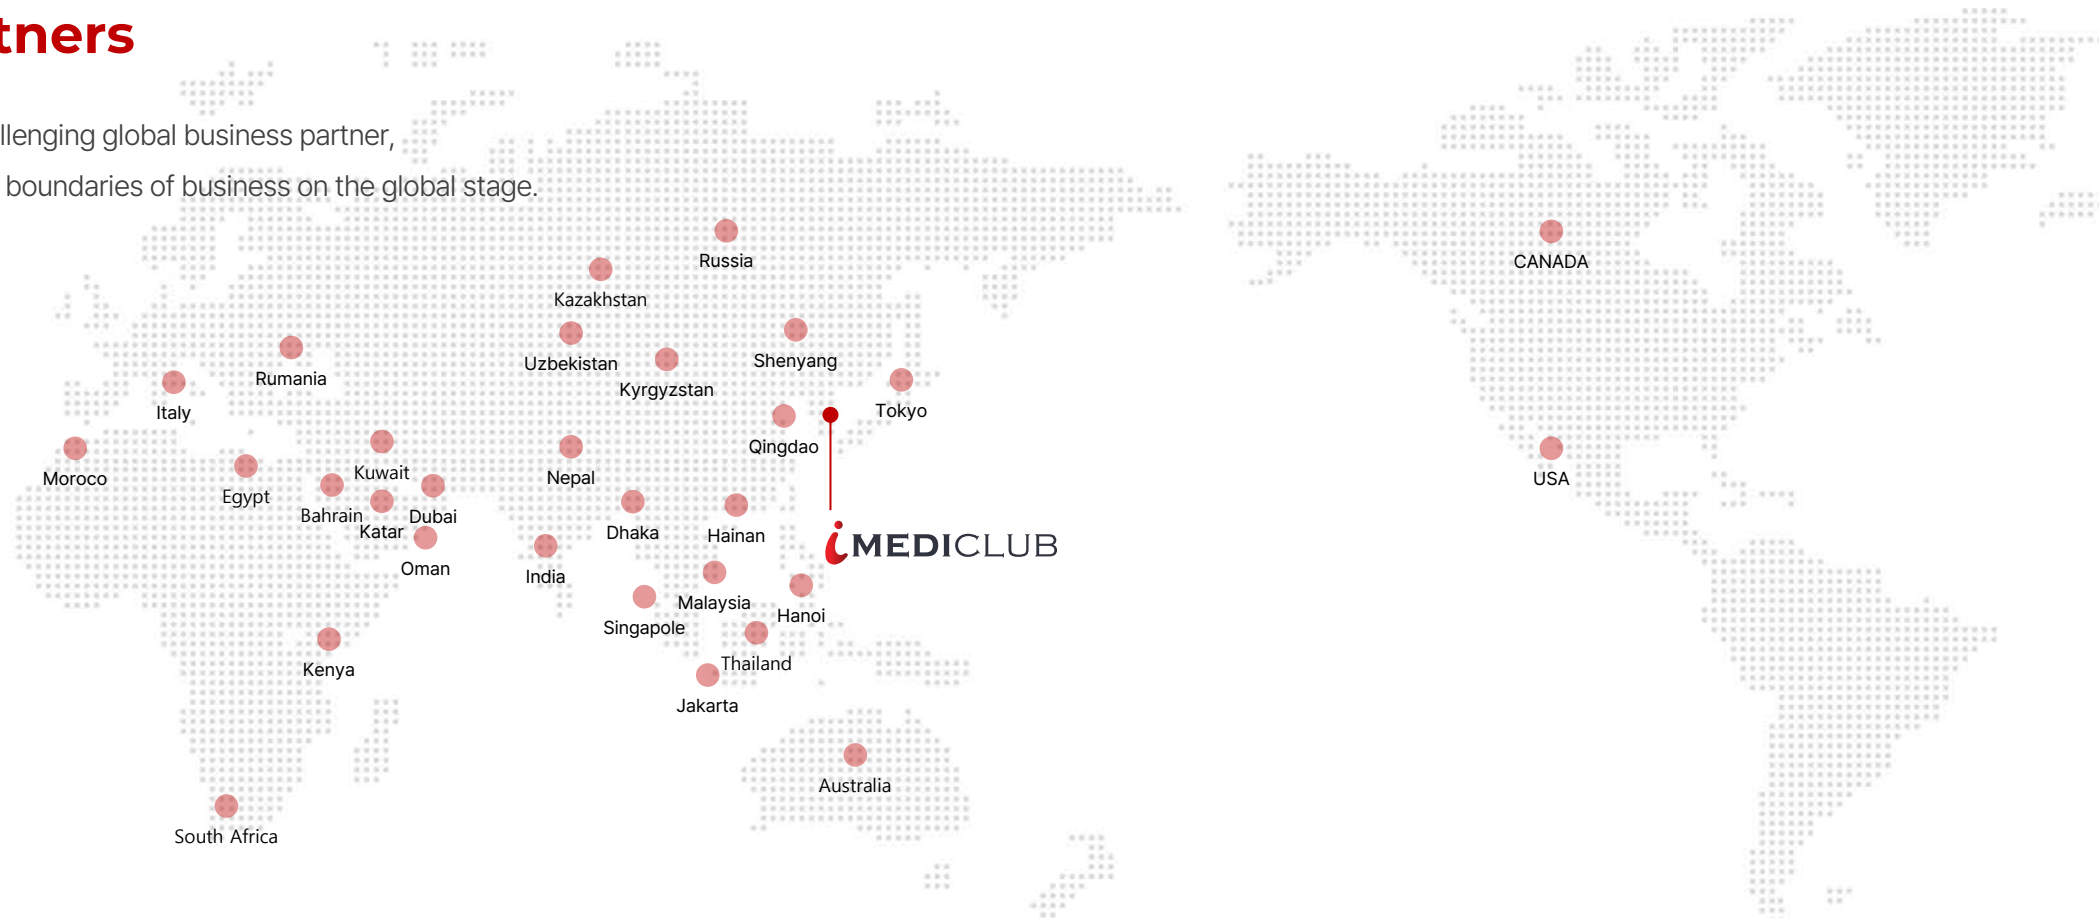 tners
llenging global business partner,
boundaries of business on the global stage.
Russia
CANADA
Kazakhstan
Uzbekistan
Shenyang
Rumania
Kyrgyzstan
Italy
Tokyo
Qingdao
Kuwait
Nepal
Moroco
USA
Egypt
Bahrain
Dubai
Katar
Dhaka
Hainan
iMEDICLUB
Oman
India
Malaysia
Hanoi
Singapole
Thailand
Kenya
Jakarta
Australia
South Africa